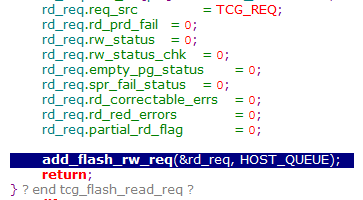 rd_req.req_src = TCG_REQ;
rd_req.rd_prd_fail = 0;
rd_req.rw_status = 0;
rd_req.rw_status_chk = 0;
rd_req.empty_pg_status = 0;
rd_req.spr_fail_status = 0;
rd_req.rd_correctable_errs = 0;
rd_req.rd_red_errors = 0;
rd_req.partial_rd_flag = 0;
add_flash_rw_req(&rd_req, HOST_QUEUE);
return;
} ? end tcg_flash_read_req ?